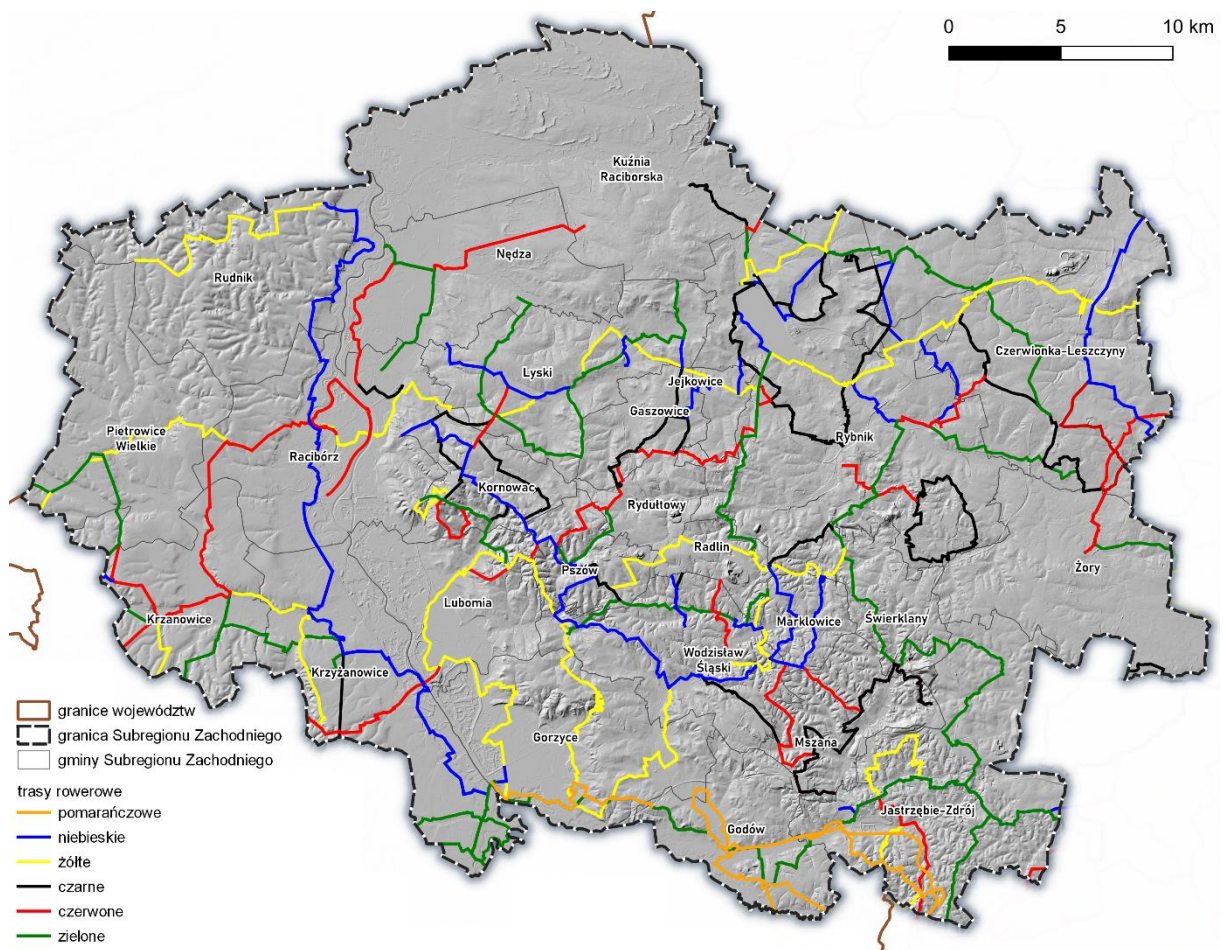 0 5 10 km
Kuźnia
Raciborska
Nędza
Rudnik
Czerwionka-Leszczyny
Lyski
Jejkowice
Gaszowice
Pietrowice
Wielkie
Racibórz
Rybnik
Kornowac
Rydułtowy
Radlin
Pszów
Żory
Lubomia
Krzanowice
Marklowice
Świerklany
Wodzisław
Śląski
Krzyżanowice
Gorzyce
Mszana
Jastrzębie-Zdrój
Godów
granice województw
granica Subregionu Zachodniego
gminy Subregionu Zachodniego
trasy rowerowe
pomarańczowe
niebieskie
żółte
czarne
czerwone
zielone